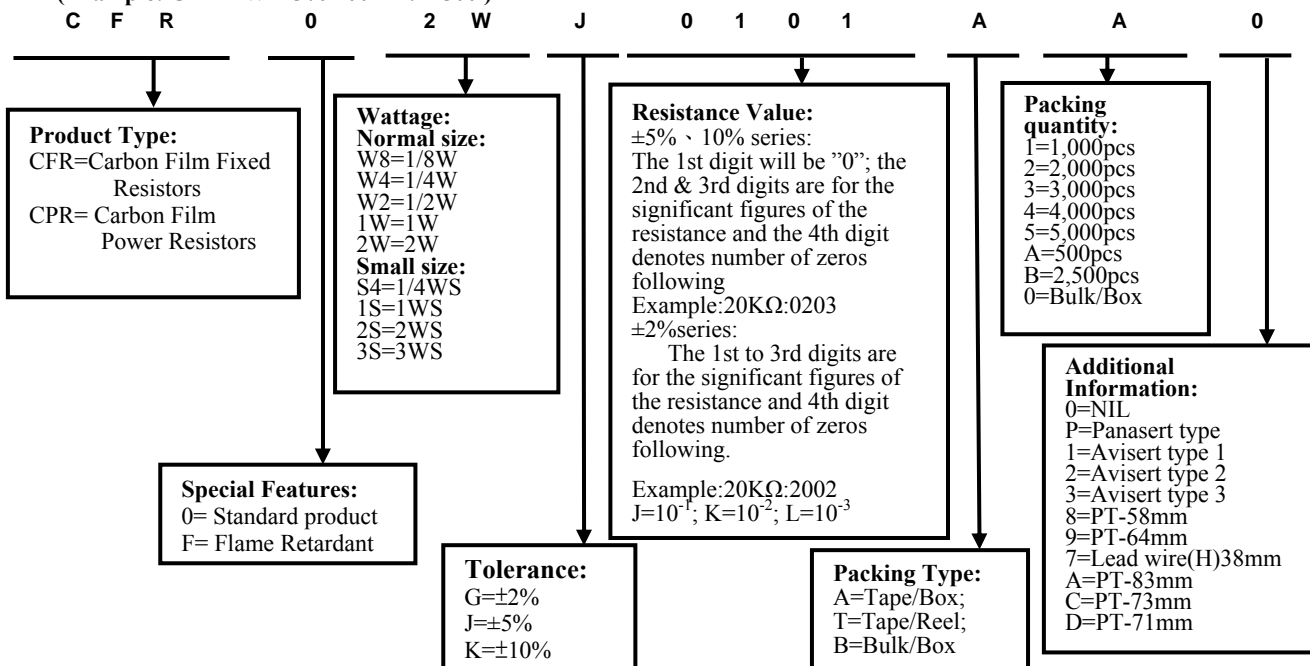 C F R 0 2 W J 0 1 0 1 A A 0
Product Type:
CFR=Carbon Film Fixed
Resistors
CPR= Carbon Film
Power Resistors
Wattage:
Normal size:
W8=1/8W
W4=1/4W
W2=1/2W
1W=1W
2W=2W
Small size:
S4=1/4WS
1S=1WS
2S=2WS
3S=3WS
Resistance Value:
±5%、10% series:
The 1st digit will be ”0”; the
2nd & 3rd digits are for the
significant figures of the
resistance and the 4th digit
denotes number of zeros
following
Example:20KΩ:0203
±2%series:
The 1st to 3rd digits are
for the significant figures of
the resistance and 4th digit
denotes number of zeros
following.
Example:20KΩ:2002
J=10⁻¹; K=10⁻²; L=10⁻³
Packing
quantity:
1=1,000pcs
2=2,000pcs
3=3,000pcs
4=4,000pcs
5=5,000pcs
A=500pcs
B=2,500pcs
0=Bulk/Box
Additional
Information:
0=NIL
P=Panasert type
1=Avisert type 1
2=Avisert type 2
3=Avisert type 3
8=PT-58mm
9=PT-64mm
7=Lead wire(H)38mm
A=PT-83mm
C=PT-73mm
D=PT-71mm
Special Features:
0= Standard product
F= Flame Retardant
Tolerance:
G=±2%
J=±5%
K=±10%
Packing Type:
A=Tape/Box;
T=Tape/Reel;
B=Bulk/Box